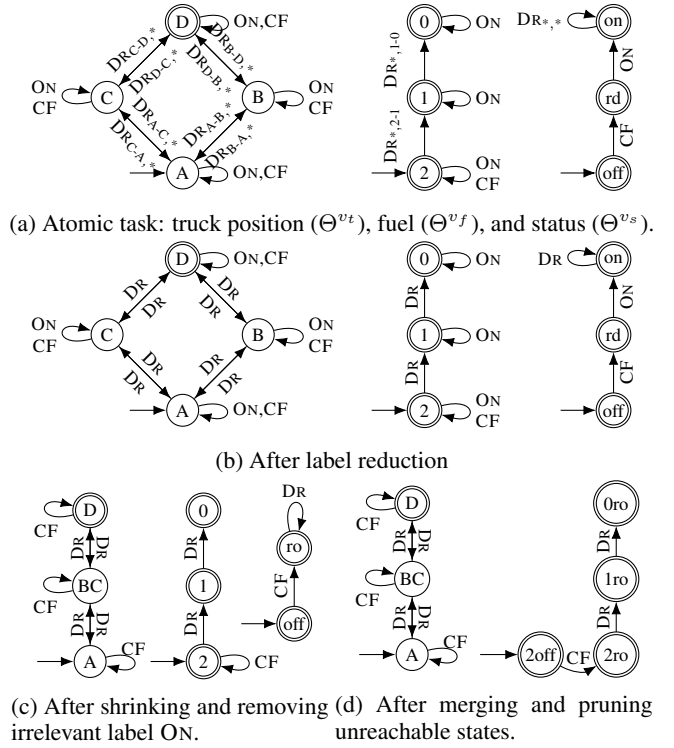 D
ON,CF
0
ON
DR*,*
on
DRC-D,*
DRD-C,*
DRB-D,*
DRD-B,*
DR*,1-0
ON
ON
CF
C
B
ON
CF
1
ON
rd
DRA-C,*
DRC-A,*
DRA-B,*
DRB-A,*
DR*,2-1
CF
A
ON,CF
2
ON
CF
off
(a) Atomic task: truck position (Θ^{v_t}), fuel (Θ^{v_f}), and status (Θ^{v_s}).
D
ON,CF
0
ON
DR
on
DR
DR
DR
DR
DR
ON
ON
CF
C
B
ON
CF
1
ON
rd
DR
DR
DR
DR
DR
CF
A
ON,CF
2
ON
CF
off
(b) After label reduction
D
CF
0
DR
D
CF
0ro
DR
DR
ro
DR
DR
DR
BC
CF
1
CF
BC
CF
1ro
DR
DR
DR
off
DR
DR
DR
A
CF
2
CF
A
CF
2off
CF
2ro
(c) After shrinking and removing
irrelevant label ON.
(d) After merging and pruning
unreachable states.